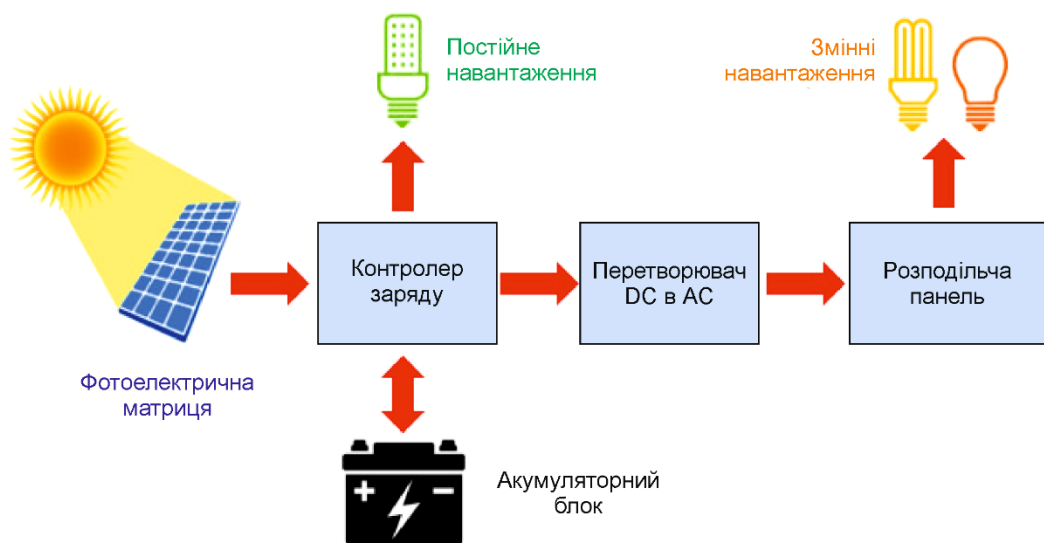 Постійне
навантаження
Змінні
навантаження
Контролер
заряду
Перетворювач
DC в AC
Розподільча
панель
Фотоелектрична
матриця
Акумуляторний
блок